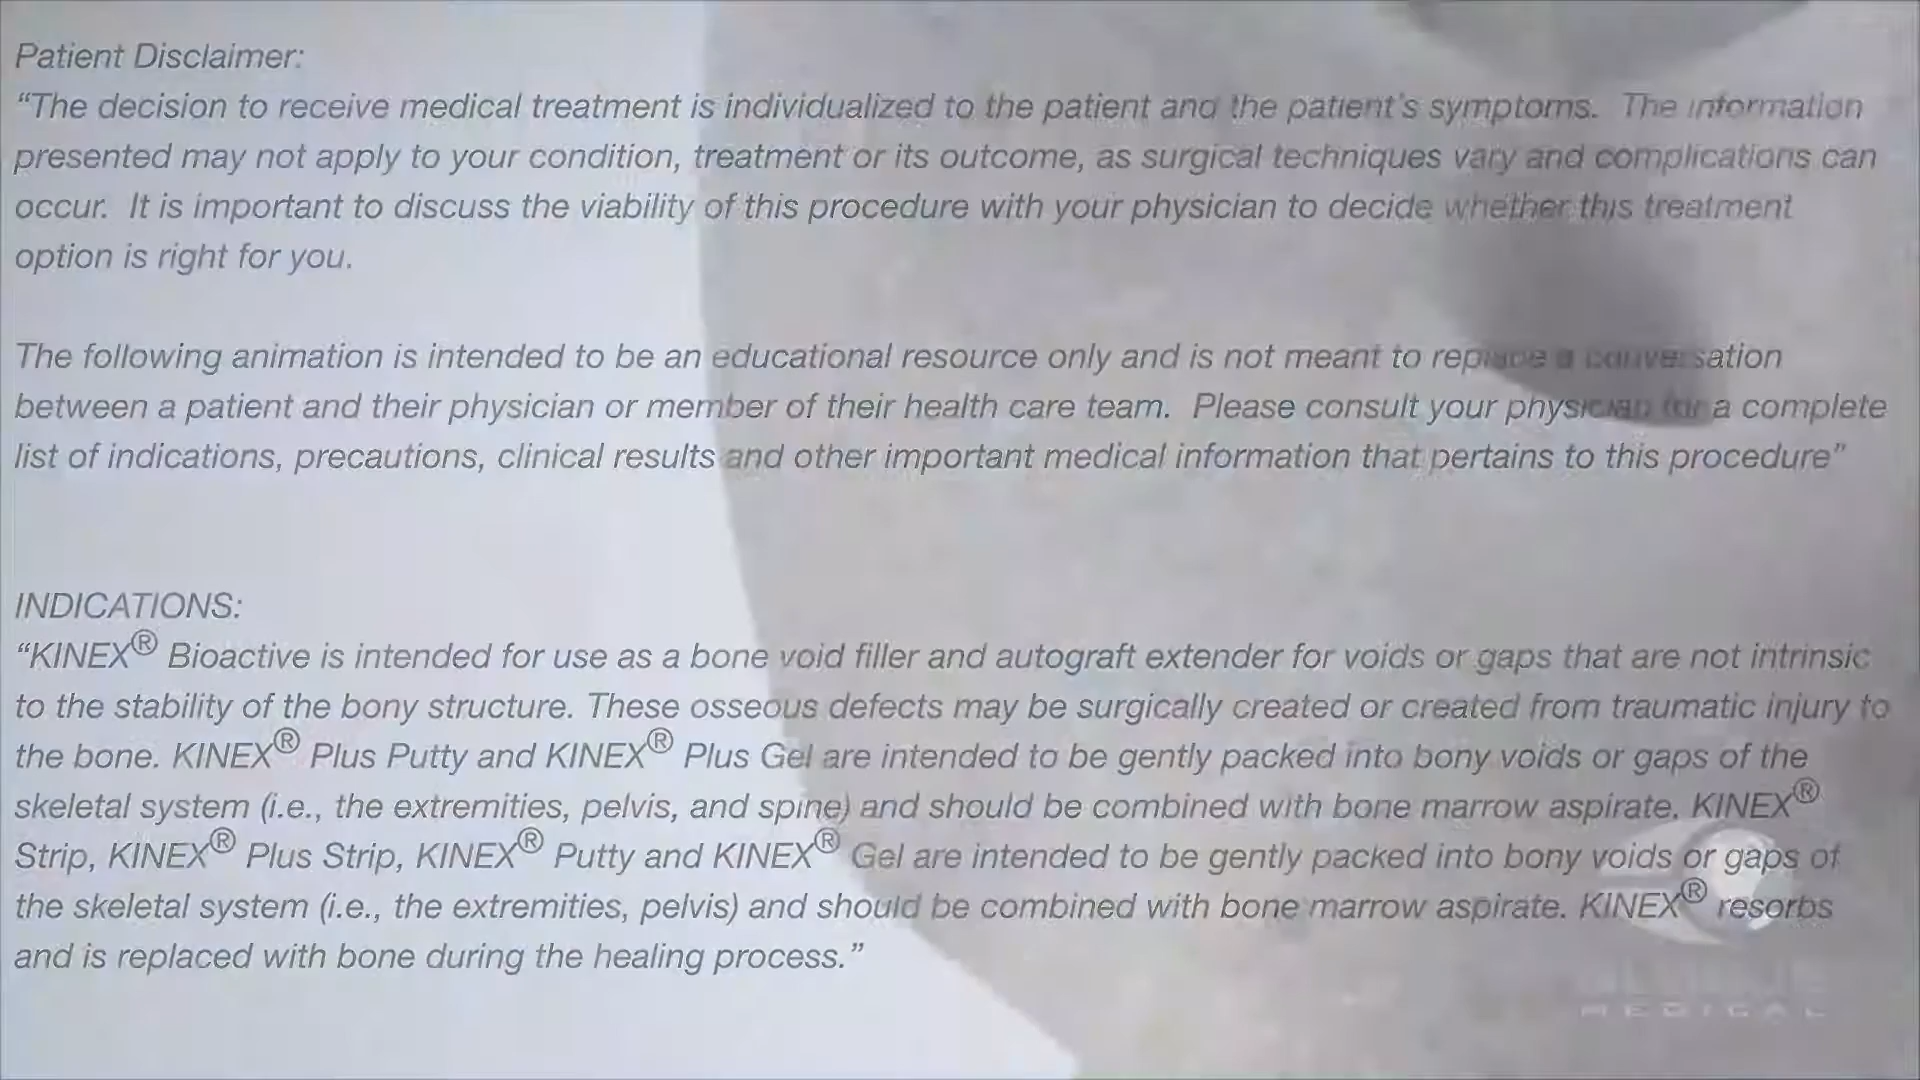 Patient Disclaimer:
“The decision to receive medical treatment is individualized to the patient and the patient's symptoms. The information
presented may not apply to your condition, treatment or its outcome, as surgical techniques vary and complications can
occur. It is important to discuss the viability of this procedure with your physician to decide whether this treatment
option is right for you.
The following animation is intended to be an educational resource only and is not meant to replace a conversation
between a patient and their physician or member of their health care team. Please consult your physician for a complete
list of indications, precautions, clinical results and other important medical information that pertains to this procedure”
INDICATIONS:
“KINEX® Bioactive is intended for use as a bone void filler and autograft extender for voids or gaps that are not intrinsic
to the stability of the bony structure. These osseous defects may be surgically created or created from traumatic injury to
the bone. KINEX® Plus Putty and KINEX® Plus Gel are intended to be gently packed into bony voids or gaps of the
skeletal system (i.e., the extremities, pelvis, and spine) and should be combined with bone marrow aspirate. KINEX®
Strip, KINEX® Plus Strip, KINEX® Putty and KINEX® Gel are intended to be gently packed into bony voids or gaps of
the skeletal system (i.e., the extremities, pelvis) and should be combined with bone marrow aspirate. KINEX® resorbs
and is replaced with bone during the healing process.”
MEDICAL